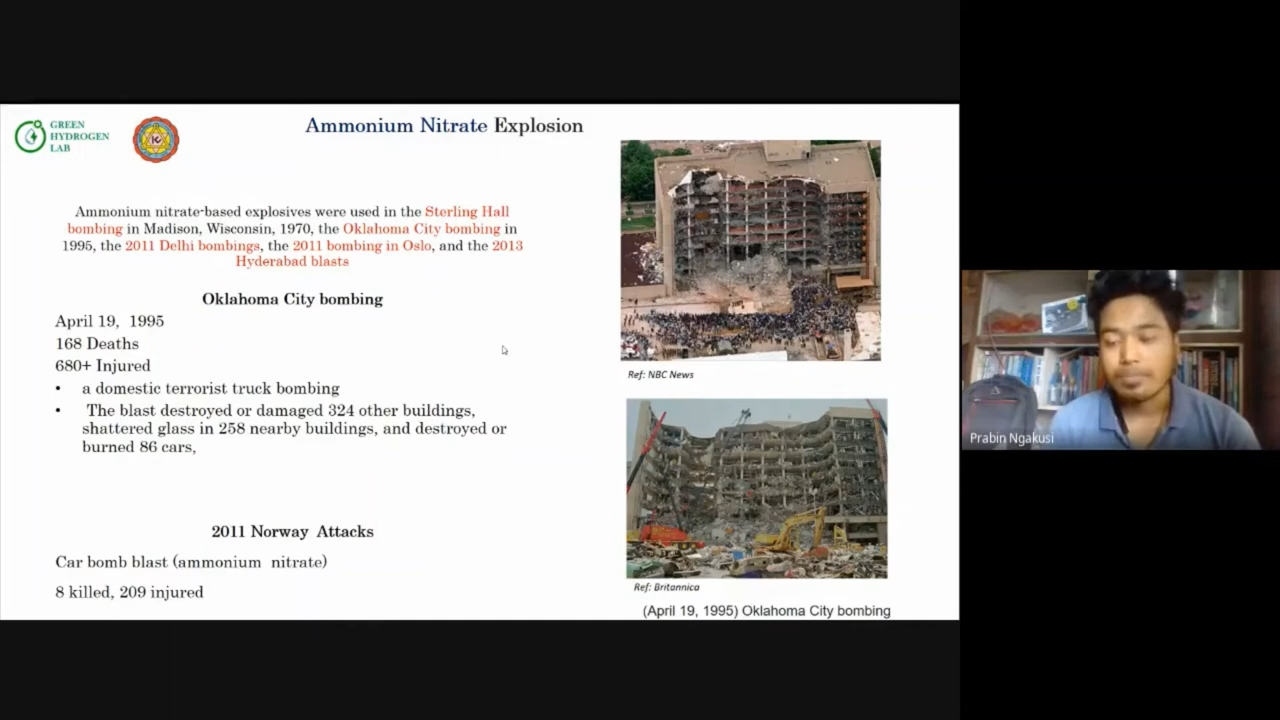 GREEN
HYDROGEN
LAB
Ammonium Nitrate Explosion
Ammonium nitrate-based explosives were used in the Sterling Hall
bombing in Madison, Wisconsin, 1970, the Oklahoma City bombing in
1995, the 2011 Delhi bombings, the 2011 bombing in Oslo, and the 2013
Hyderabad blasts
Oklahoma City bombing
April 19, 1995
168 Deaths
680+ Injured
• a domestic terrorist truck bombing
• The blast destroyed or damaged 324 other buildings,
shattered glass in 258 nearby buildings, and destroyed or
burned 86 cars,
2011 Norway Attacks
Car bomb blast (ammonium nitrate)
8 killed, 209 injured
Ref: NBC News
Ref: Britannica
(April 19, 1995) Oklahoma City bombing
Prabin Ngakusi